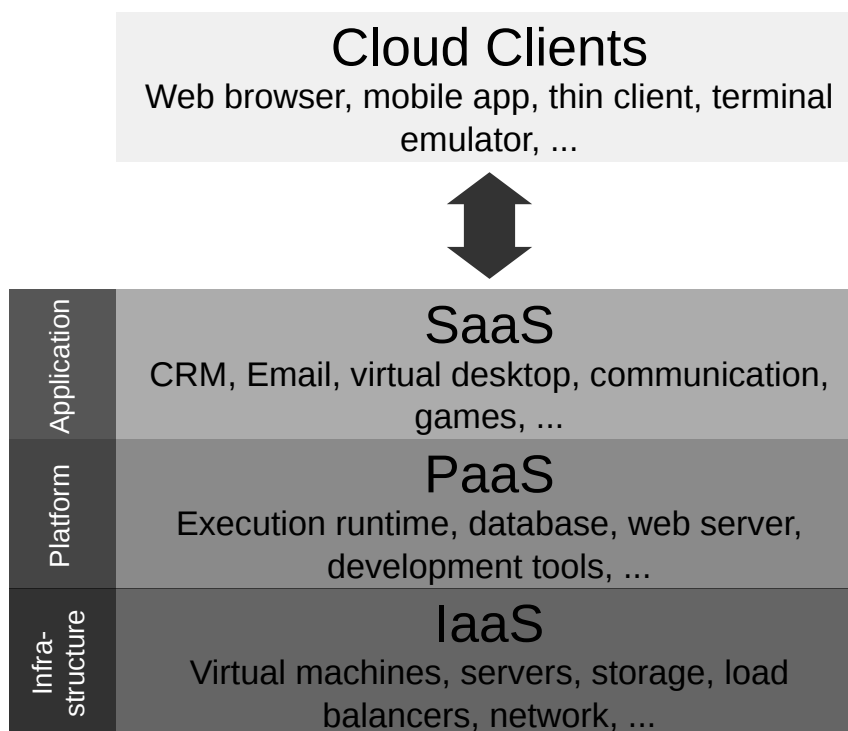 Cloud Clients
Web browser, mobile app, thin client, terminal
emulator, ...
Application
SaaS
CRM, Email, virtual desktop, communication,
games, ...
Platform
PaaS
Execution runtime, database, web server,
development tools, ...
Infra-
structure
IaaS
Virtual machines, servers, storage, load
balancers, network, ...